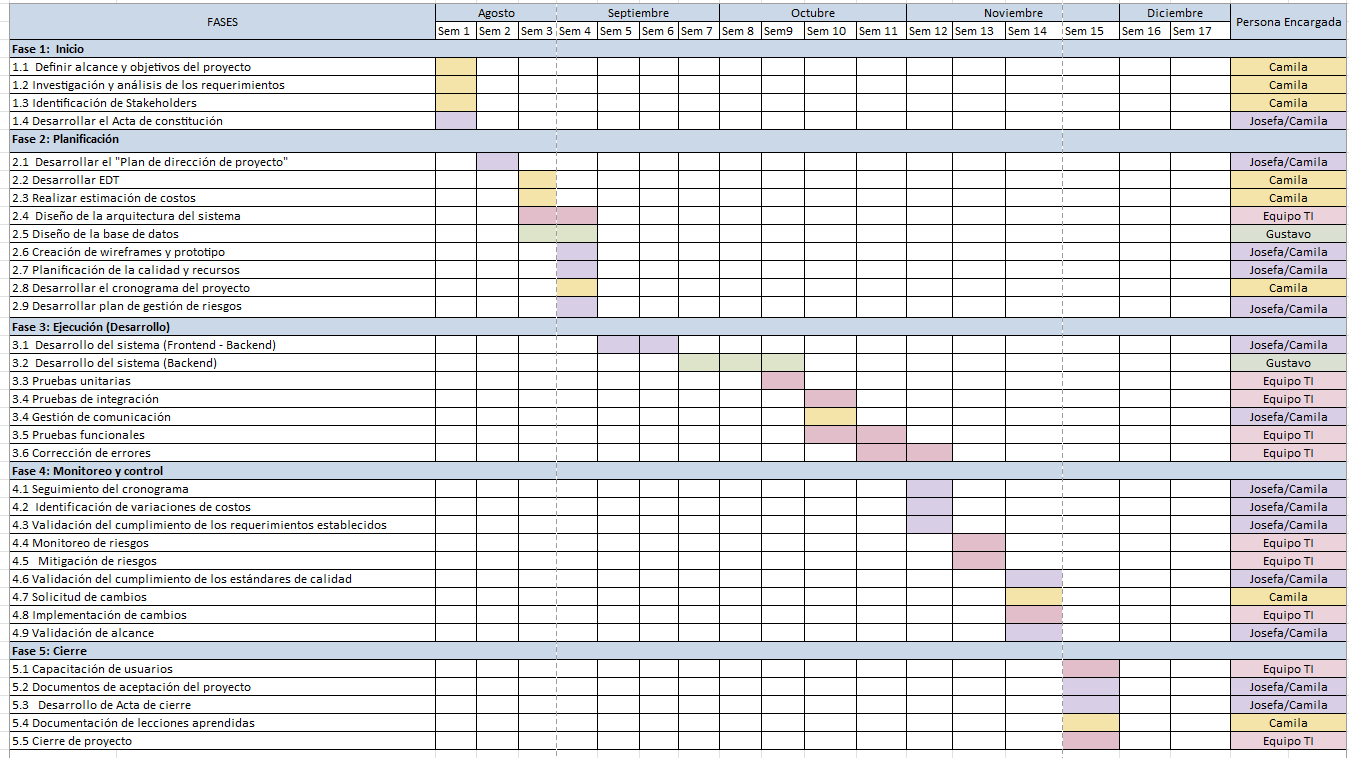 FASES Agosto Septiembre Octubre Noviembre Diciembre Persona Encargada
Sem 1 Sem 2 Sem 3 Sem 4 Sem 5 Sem 6 Sem 7 Sem 8 Sem9 Sem 10 Sem 11 Sem 12 Sem 13 Sem 14 Sem 15 Sem 16 Sem 17
Fase 1: Inicio
1.1 Definir alcance y objetivos del proyecto Camila
1.2 Investigación y análisis de los requerimientos Camila
1.3 Identificación de Stakeholders Camila
1.4 Desarrollar el Acta de constitución Josefa/Camila
Fase 2: Planificación
2.1 Desarrollar el "Plan de dirección de proyecto" Josefa/Camila
2.2 Desarrollar EDT Camila
2.3 Realizar estimación de costos Camila
2.4 Diseño de la arquitectura del sistema Equipo TI
2.5 Diseño de la base de datos Gustavo
2.6 Creación de wireframes y prototipo Josefa/Camila
2.7 Planificación de la calidad y recursos Josefa/Camila
2.8 Desarrollar el cronograma del proyecto Camila
2.9 Desarrollar plan de gestión de riesgos Josefa/Camila
Fase 3: Ejecución (Desarrollo)
3.1 Desarrollo del sistema (Frontend - Backend) Josefa/Camila
3.2 Desarrollo del sistema (Backend) Gustavo
3.3 Pruebas unitarias Equipo TI
3.4 Pruebas de integración Equipo TI
3.4 Gestión de comunicación Josefa/Camila
3.5 Pruebas funcionales Equipo TI
3.6 Corrección de errores Equipo TI
Fase 4: Monitoreo y control
4.1 Seguimiento del cronograma Josefa/Camila
4.2 Identificación de variaciones de costos Josefa/Camila
4.3 Validación del cumplimiento de los requerimientos establecidos Josefa/Camila
4.4 Monitoreo de riesgos Equipo TI
4.5 Mitigación de riesgos Equipo TI
4.6 Validación del cumplimiento de los estándares de calidad Josefa/Camila
4.7 Solicitud de cambios Camila
4.8 Implementación de cambios Equipo TI
4.9 Validación de alcance Josefa/Camila
Fase 5: Cierre
5.1 Capacitación de usuarios Equipo TI
5.2 Documentos de aceptación del proyecto Josefa/Camila
5.3 Desarrollo de Acta de cierre Josefa/Camila
5.4 Documentación de lecciones aprendidas Camila
5.5 Cierre de proyecto Equipo TI